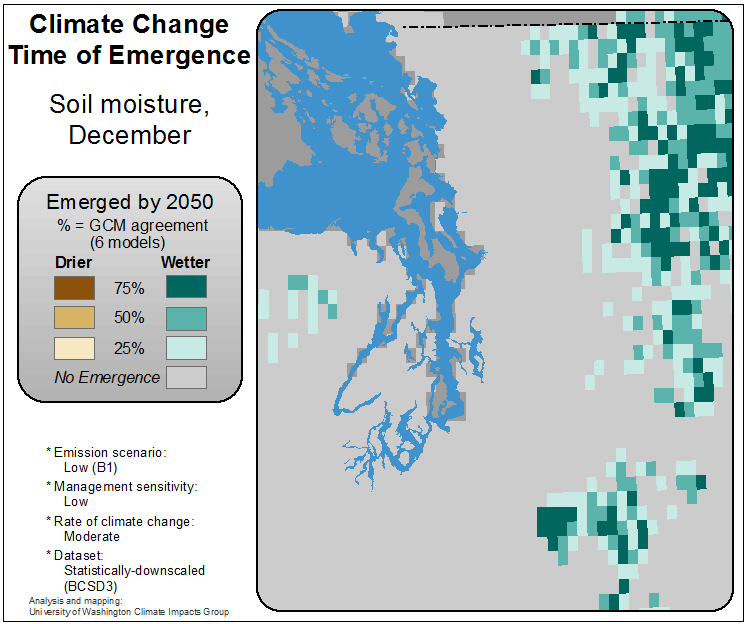 Climate Change
Time of Emergence
Soil moisture,
December
Emerged by 2050
% = GCM agreement
(6 models)
Drier Wetter
75%
50%
25%
No Emergence
* Emission scenario:
Low (B1)
* Management sensitivity:
Low
* Rate of climate change:
Moderate
* Dataset:
Statistically-downscaled
(BCSD3)
Analysis and mapping:
University of Washington Climate Impacts Group